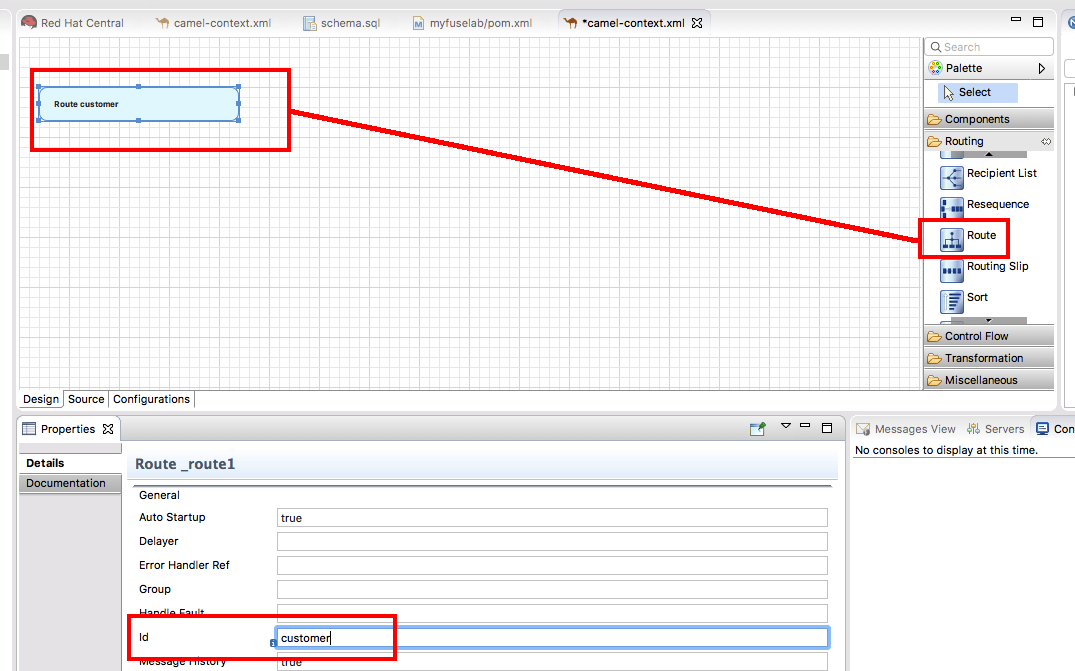 Red Hat Central
camel-context.xml
schema.sql
myfuselab/pom.xml
*camel-context.xml
Search
Palette
Select
Components
Routing
Recipient List
Resequence
Route
Routing Slip
Sort
Control Flow
Transformation
Miscellaneous
Route customer
Design Source Configurations
Properties
Details
Documentation
Route _route1
General
Auto Startup true
Delayer
Error Handler Ref
Group
Handle Fault
Id customer
Message History true
Messages View Servers Con
No consoles to display at this time.